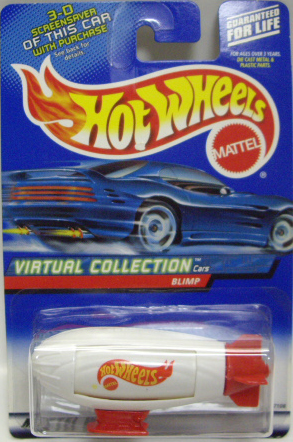 3-D
SCREENSAVER
OF THIS CAR
WITH PURCHASE
See back for
details.
GUARANTEED
FOR LIFE
FOR AGES OVER 3 YEARS.
DIE CAST METAL &
PLASTIC PARTS.
HOT WHEELS
MATTEL
®
VIRTUAL COLLECTION™ Cars
BLIMP
HOT WHEELS